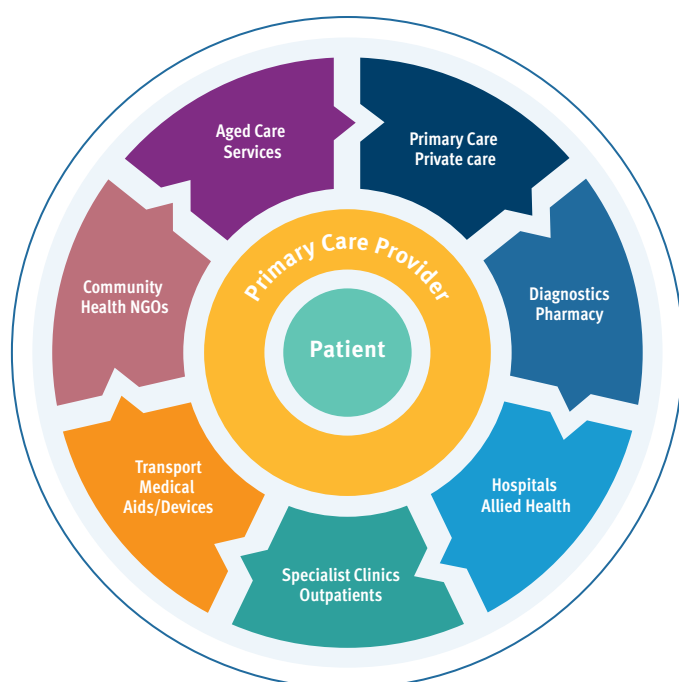 Aged Care
Services
Primary Care
Private care
Primary Care Provider
Community
Health NGOs
Diagnostics
Pharmacy
Patient
Transport
Medical
Aids/Devices
Hospitals
Allied Health
Specialist Clinics
Outpatients